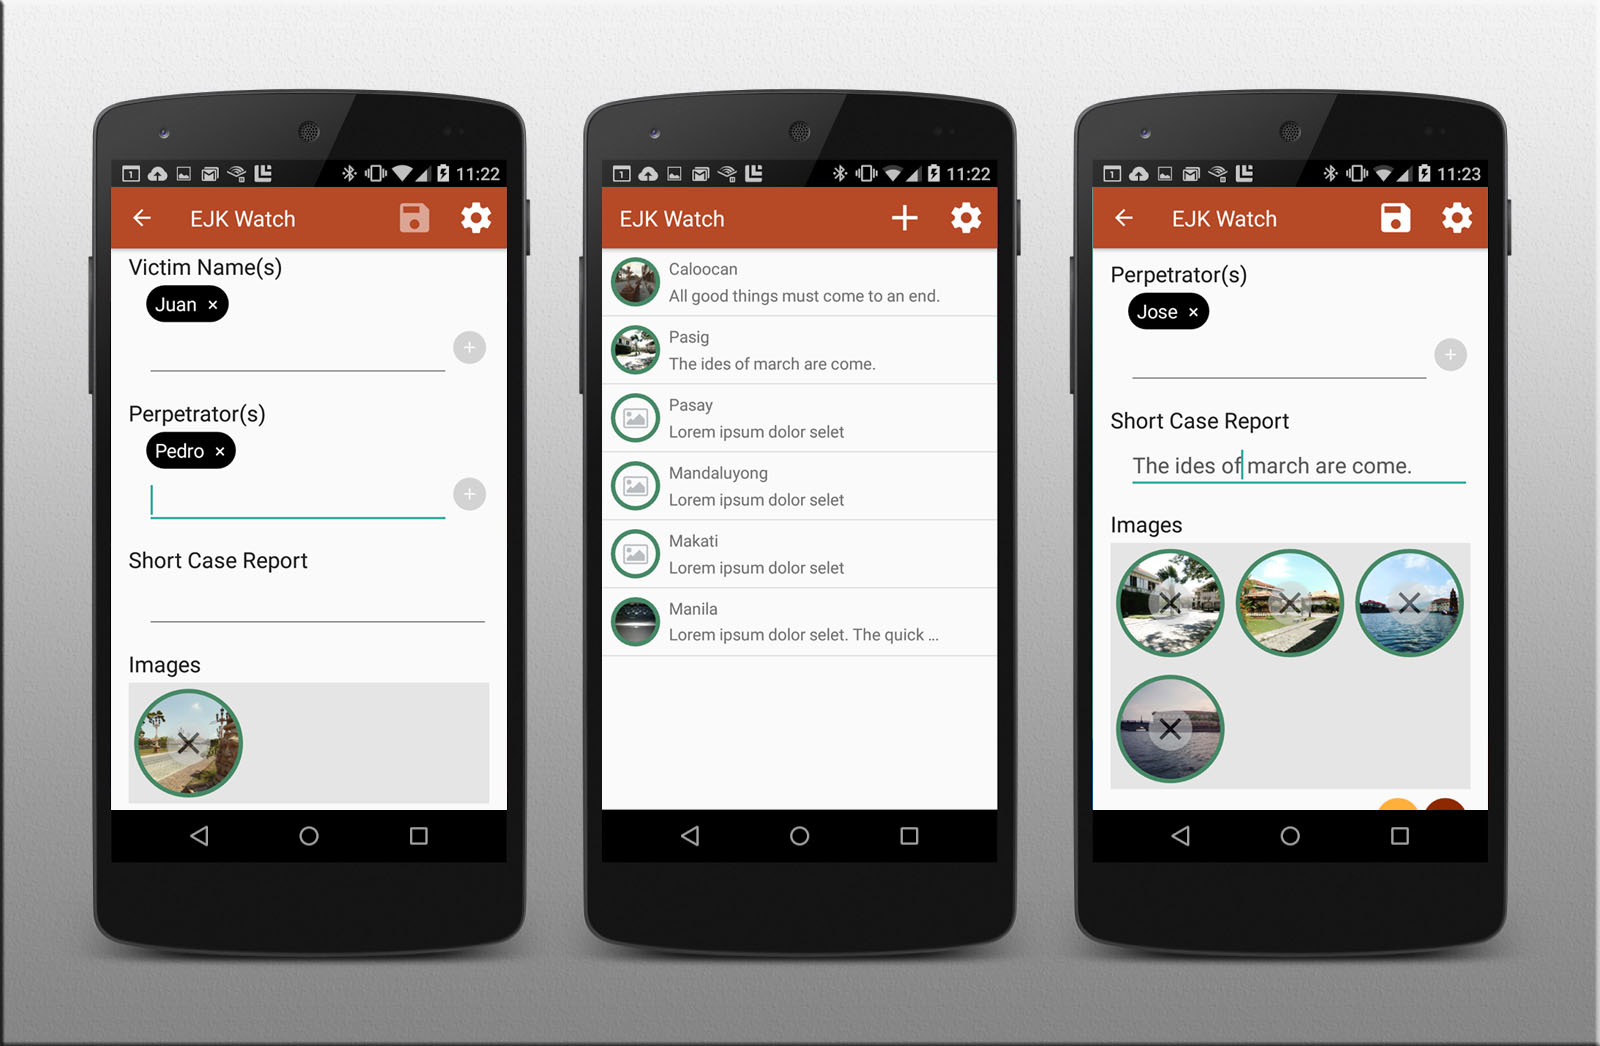 11:22
EJK Watch
Victim Name(s)
Juan ×
Perpetrator(s)
Pedro ×
Short Case Report
Images
11:22
EJK Watch
Caloocan
All good things must come to an end.
Pasig
The ides of march are come.
Pasay
Lorem ipsum dolor selet
Mandaluyong
Lorem ipsum dolor selet
Makati
Lorem ipsum dolor selet
Manila
Lorem ipsum dolor selet. The quick ...
11:23
EJK Watch
Perpetrator(s)
Jose ×
Short Case Report
The ides of march are come.
Images